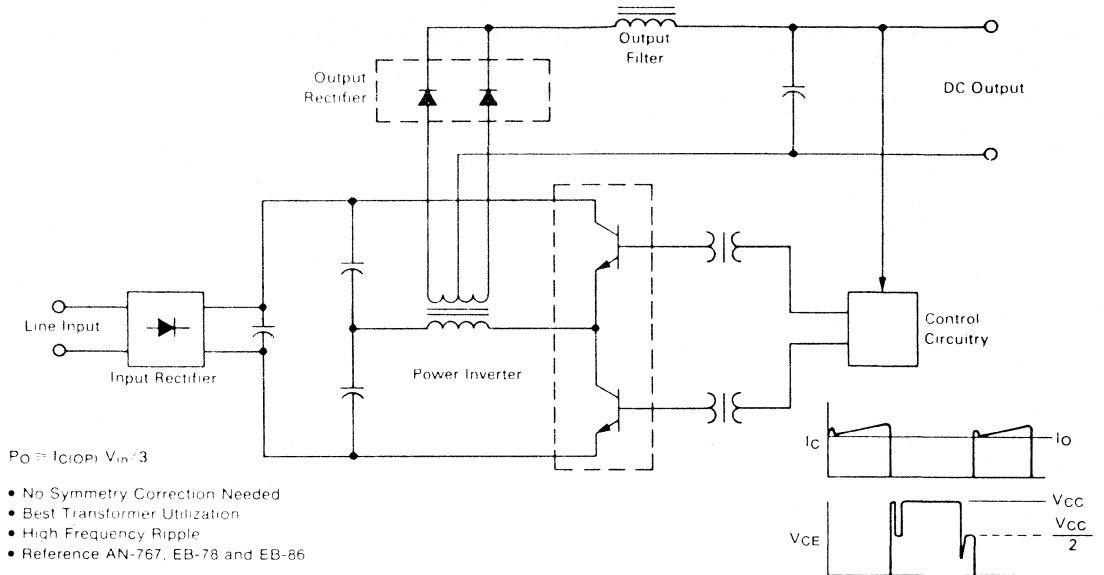 Output
Filter
Output
Rectifier
DC Output
Line Input
Input Rectifier
Power Inverter
Control
Circuitry
PO ≅ IC(OP) Vin/3
• No Symmetry Correction Needed
• Best Transformer Utilization
• High Frequency Ripple
• Reference AN-767, EB-78 and EB-86
IC
IO
VCE
VCC
VCC
2